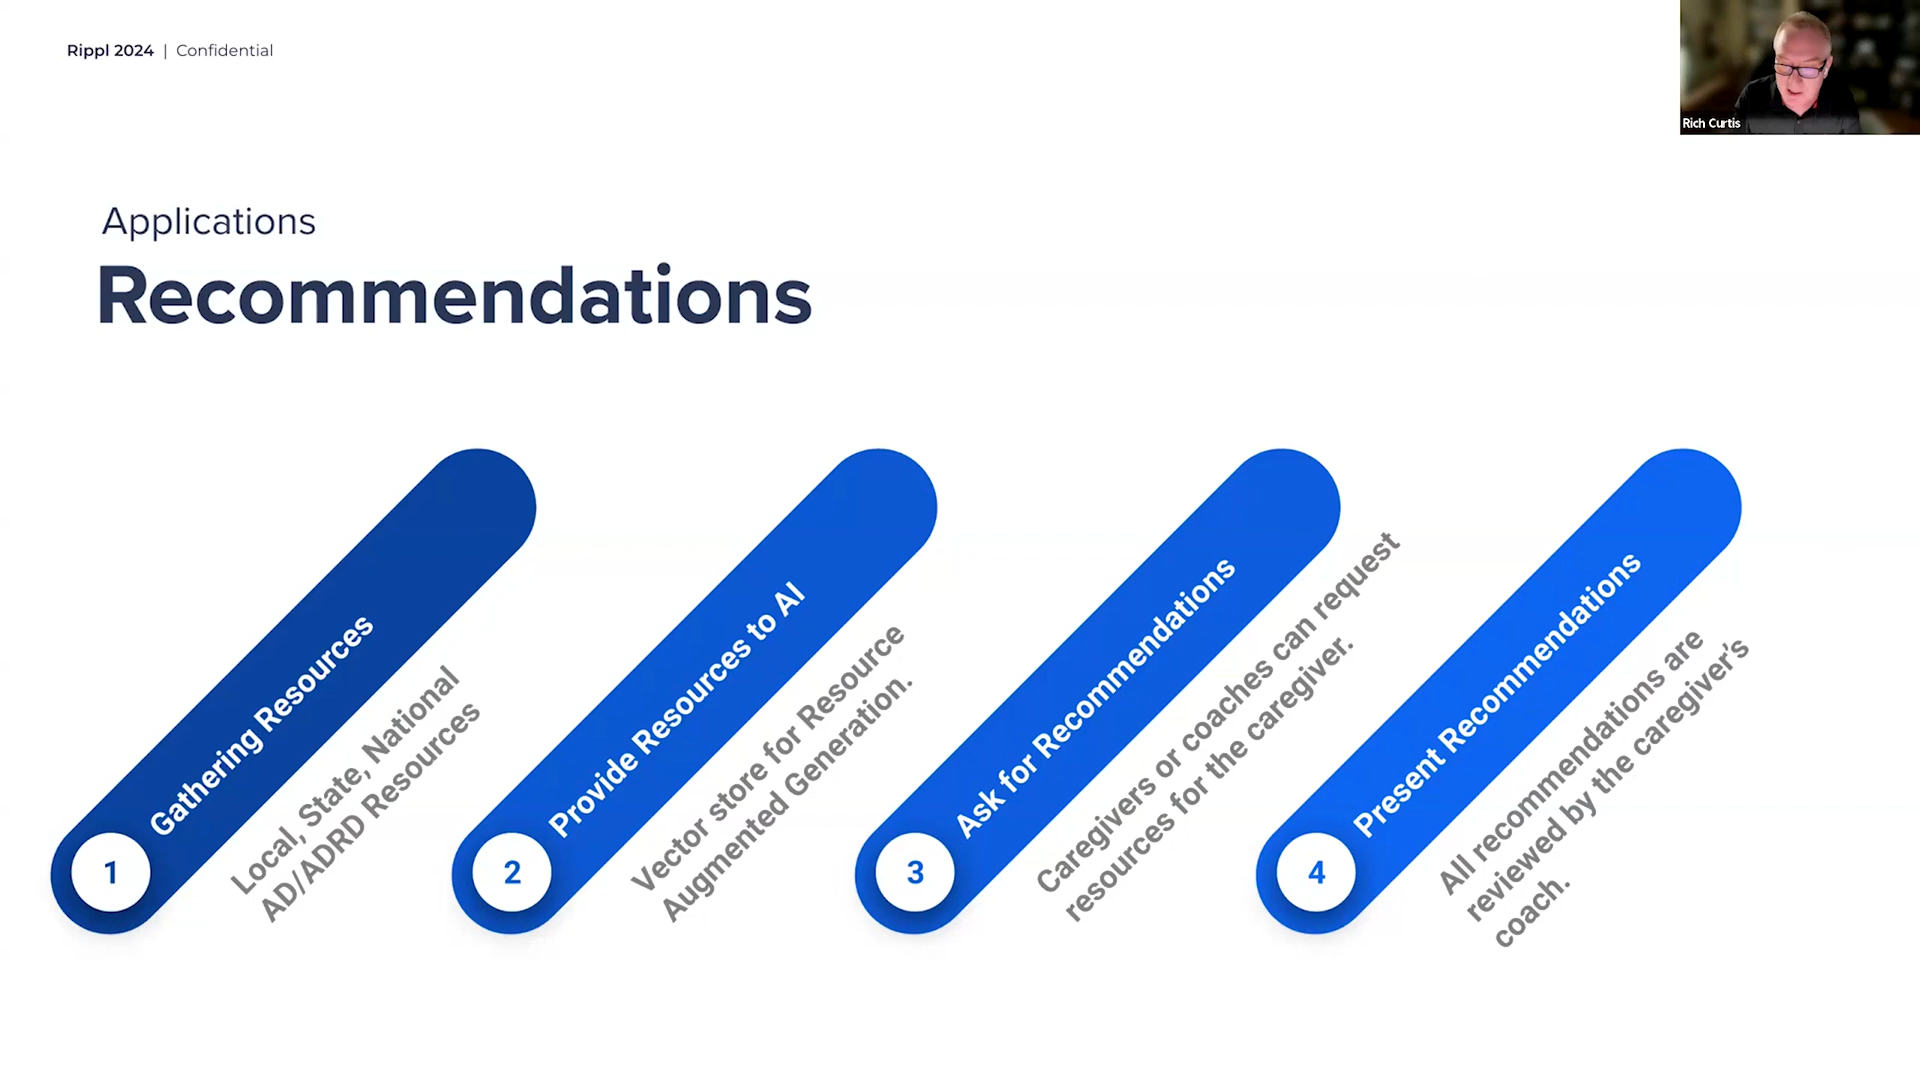 Rippl 2024 | Confidential
Rich Curtis
Applications
Recommendations
1
Gathering Resources
Local, State, National
AD/ADRD Resources
2
Provide Resources to AI
Vector store for Resource
Augmented Generation.
3
Ask for Recommendations
Caregivers or coaches can request
resources for the caregiver.
4
Present Recommendations
All recommendations are
reviewed by the caregiver's
coach.